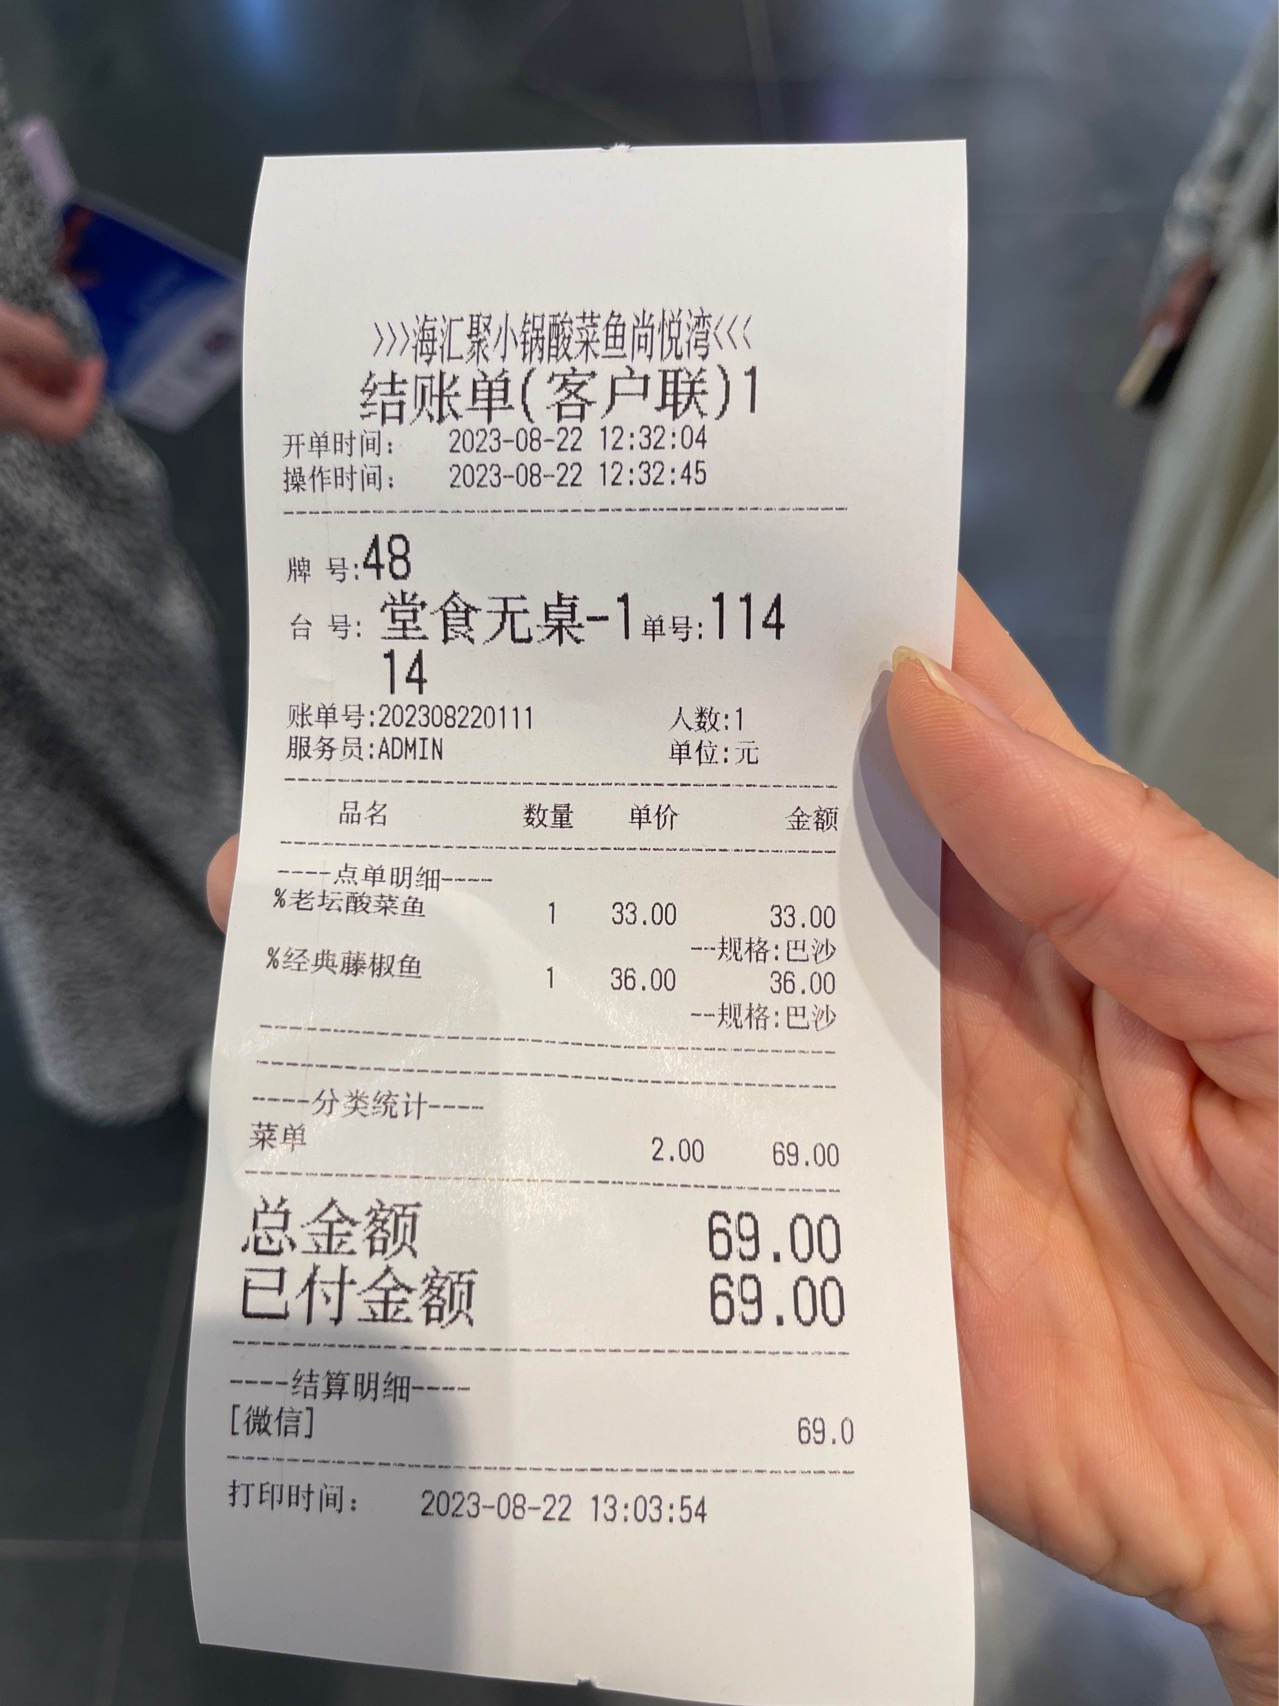 >>>海汇聚小锅酸菜鱼尚悦湾<<<
结账单(客户联)1
开单时间: 2023-08-22 12:32:04
操作时间: 2023-08-22 12:32:45
牌 号:48
台 号: 堂食无桌-1 单号:114
14
账单号:202308220111 人数:1
服务员:ADMIN 单位:元
品名 数量 单价 金额
----点单明细----
%老坛酸菜鱼 1 33.00 33.00
--规格:巴沙
%经典藤椒鱼 1 36.00 36.00
--规格:巴沙
----分类统计----
菜单 2.00 69.00
总金额 69.00
已付金额 69.00
----结算明细----
[微信] 69.0
打印时间: 2023-08-22 13:03:54